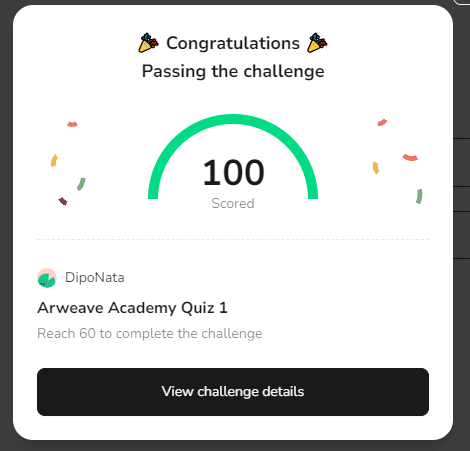 🎉 Congratulations 🎉
Passing the challenge
100
Scored
DipoNata
Arweave Academy Quiz 1
Reach 60 to complete the challenge
View challenge details